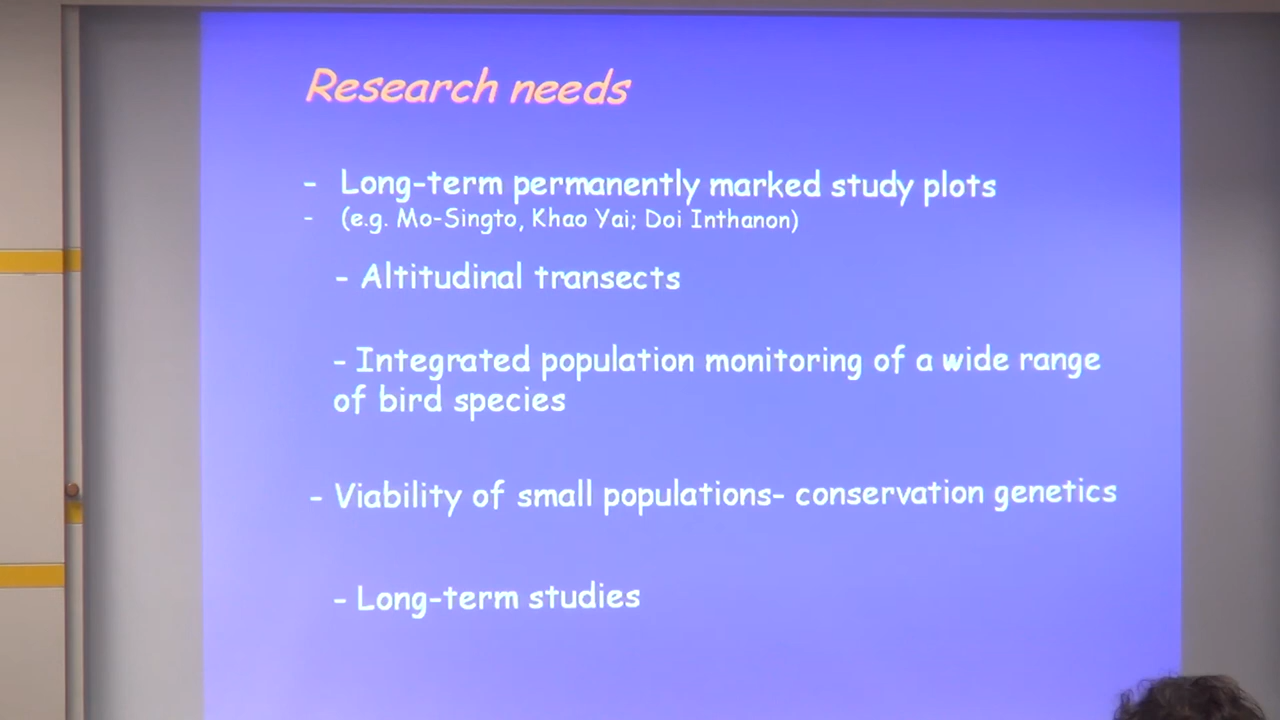 Research needs
- Long-term permanently marked study plots
- (e.g. Mo-Singto, Khao Yai; Doi Inthanon)
- Altitudinal transects
- Integrated population monitoring of a wide range
of bird species
- Viability of small populations- conservation genetics
- Long-term studies